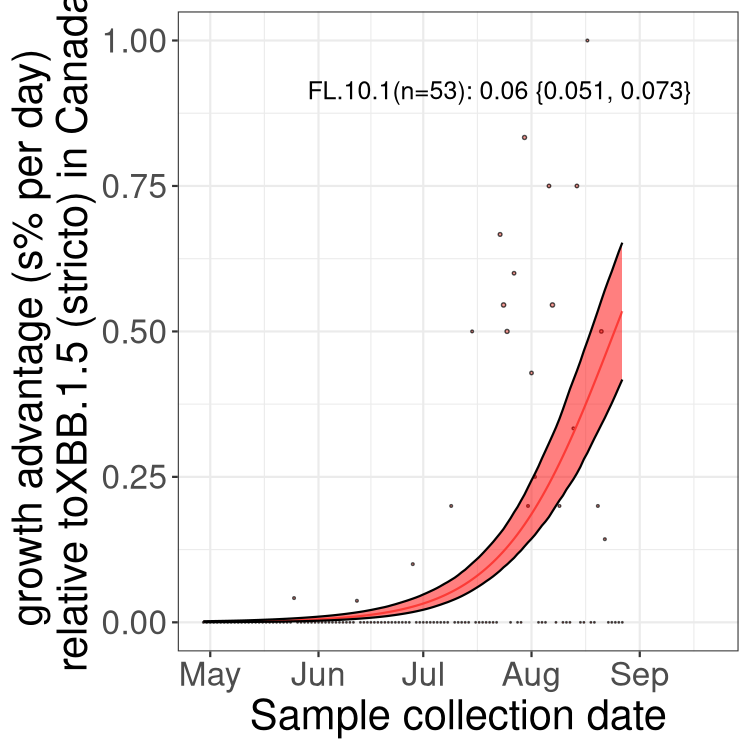 growth advantage (s% per day)
relative toXBB.1.5 (stricto) in Canada
1.00
0.75
0.50
0.25
0.00
FL.10.1(n=53): 0.06 {0.051, 0.073}
May Jun Jul Aug Sep
Sample collection date